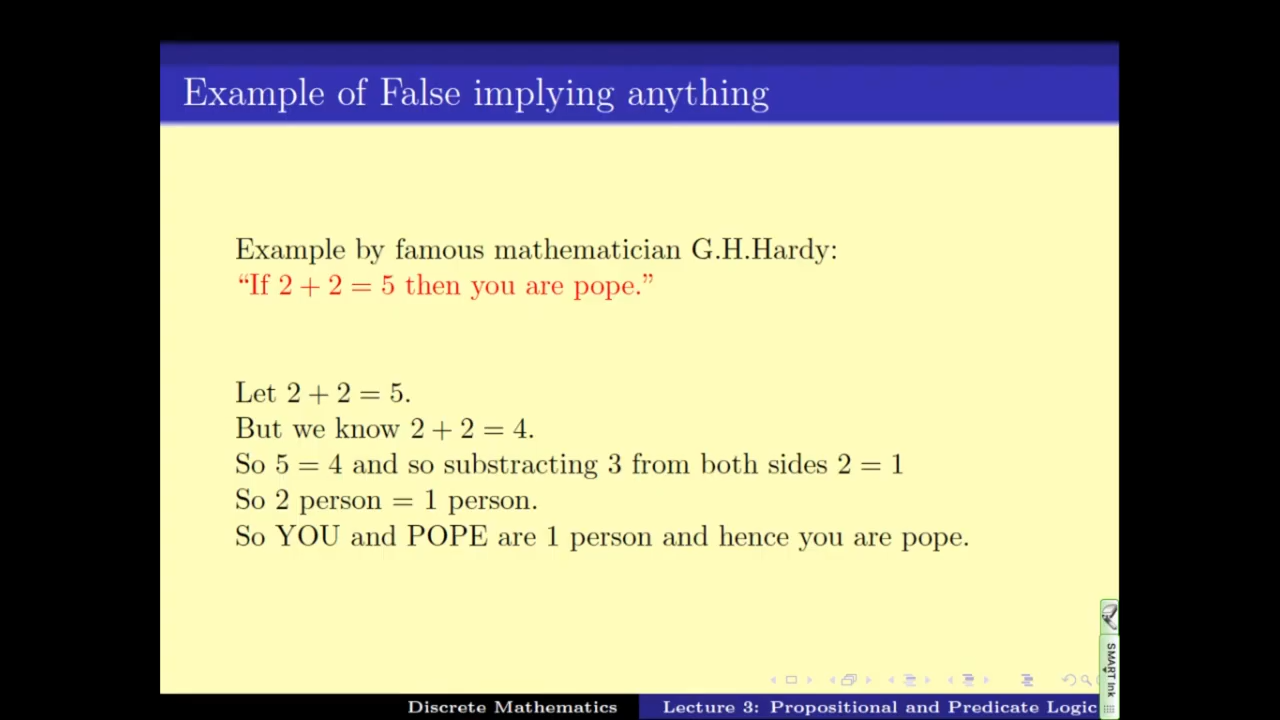 Example of False implying anything
Example by famous mathematician G.H.Hardy:
“If 2 + 2 = 5 then you are pope.”
Let 2 + 2 = 5.
But we know 2 + 2 = 4.
So 5 = 4 and so substracting 3 from both sides 2 = 1
So 2 person = 1 person.
So YOU and POPE are 1 person and hence you are pope.
SMART Ink
Discrete Mathematics
Lecture 3: Propositional and Predicate Logic